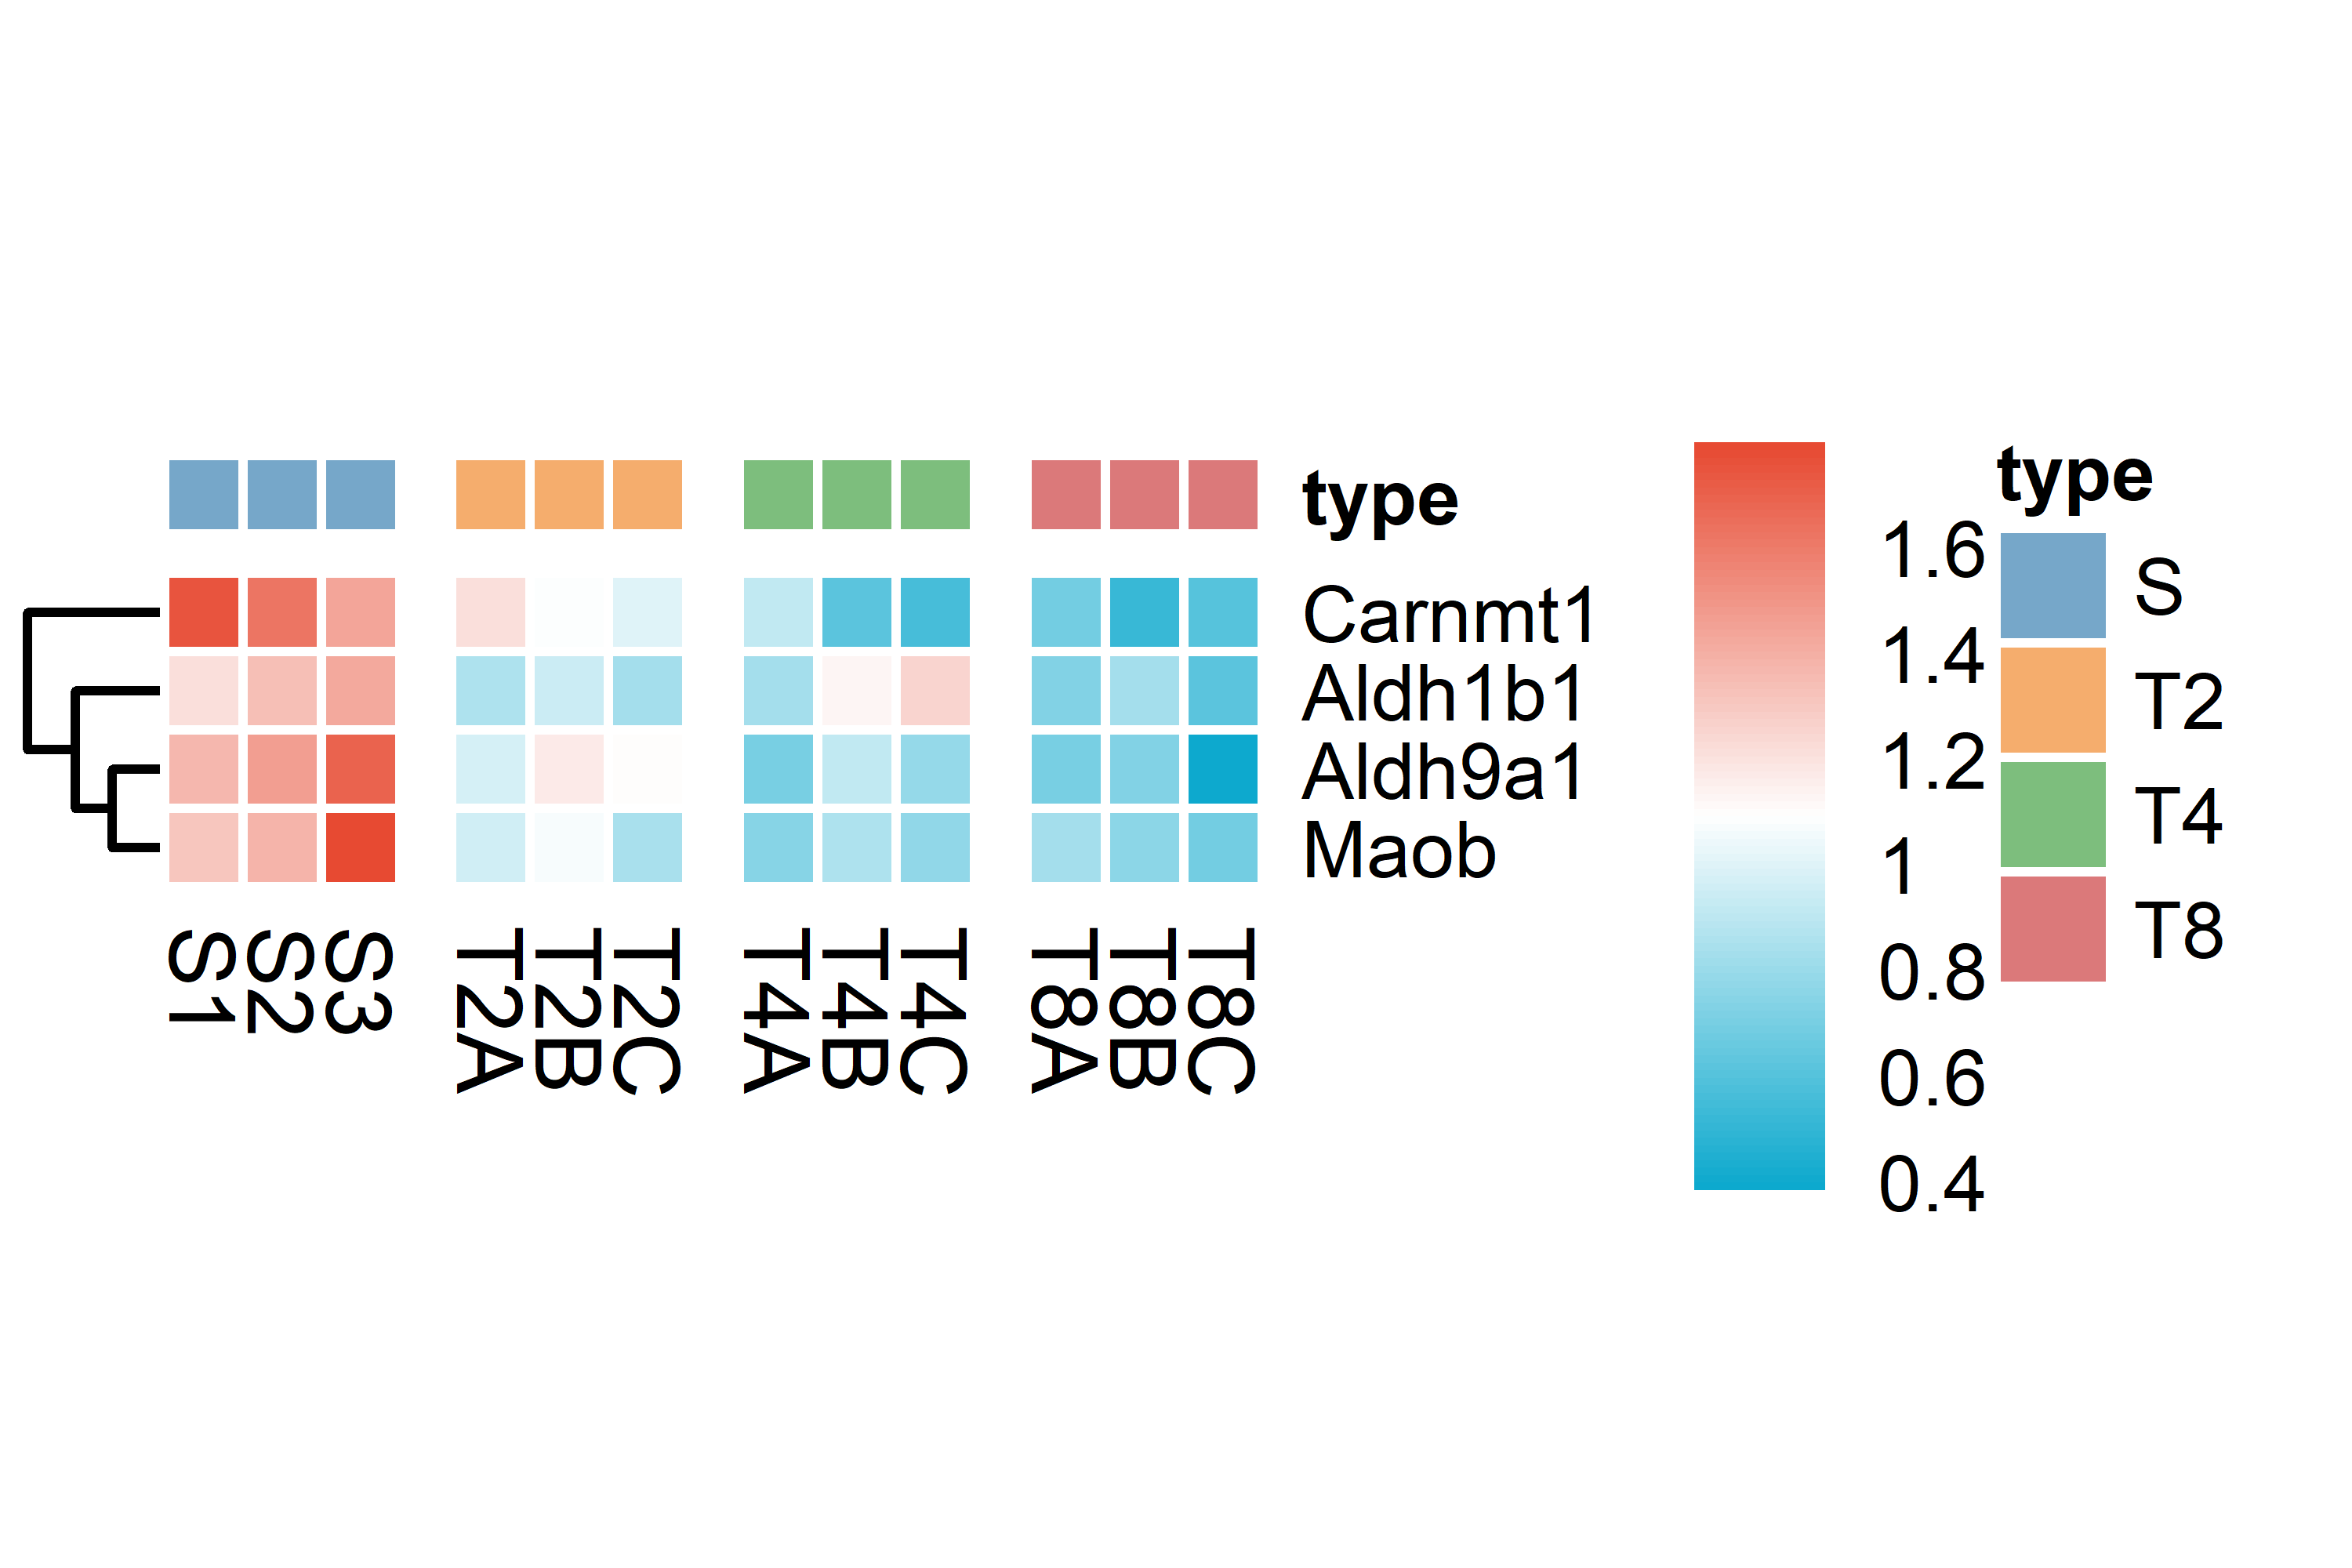 type
Carnmt1
Aldh1b1
Aldh9a1
Maob
S1
S2
S3
T2A
T2B
T2C
T4A
T4B
T4C
T8A
T8B
T8C
1.6
1.4
1.2
1
0.8
0.6
0.4
type
S
T2
T4
T8